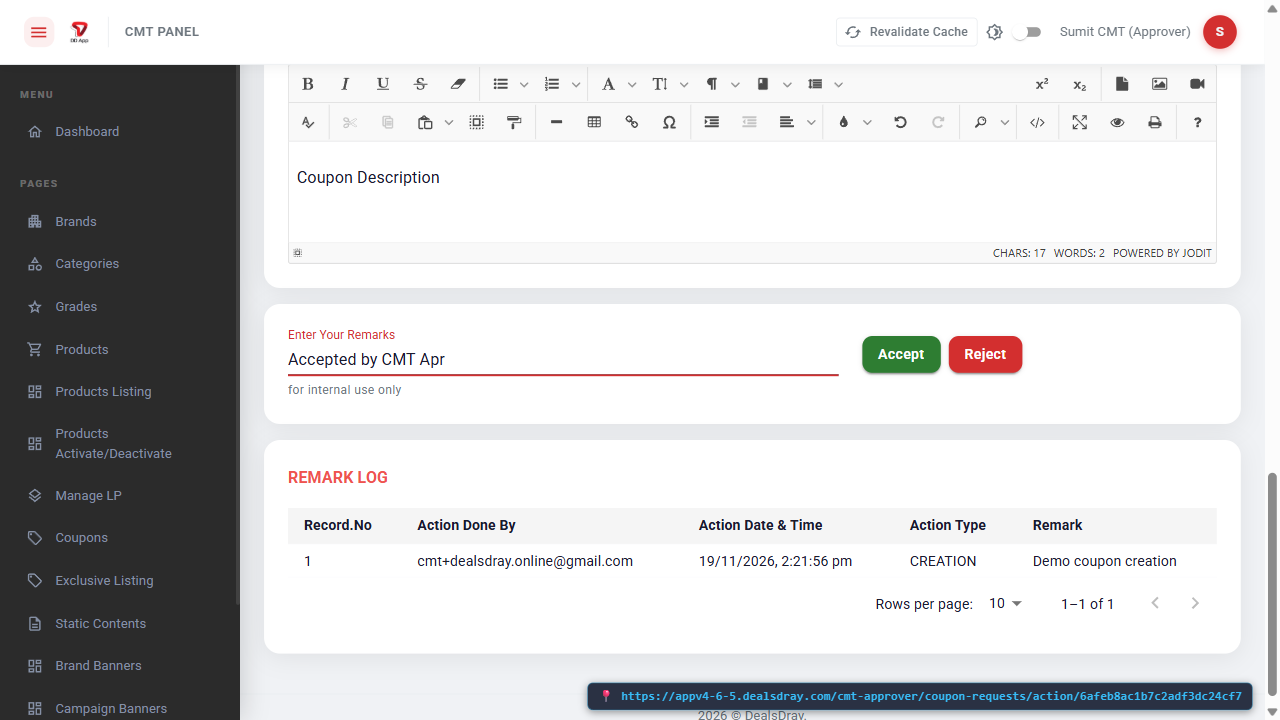 DD App
CMT PANEL
Revalidate Cache
Sumit CMT (Approver)
S
MENU
Dashboard
PAGES
Brands
Categories
Grades
Products
Products Listing
Products
Activate/Deactivate
Manage LP
Coupons
Exclusive Listing
Static Contents
Brand Banners
Campaign Banners
Coupon Description
CHARS: 17 WORDS: 2 POWERED BY JODIT
Enter Your Remarks
Accepted by CMT Apr
for internal use only
Accept
Reject
REMARK LOG
Record.No Action Done By Action Date & Time Action Type Remark
1 cmt+dealsdray.online@gmail.com 19/11/2026, 2:21:56 pm CREATION Demo coupon creation
Rows per page: 10 1–1 of 1
https://appv4-6-5.dealsdray.com/cmt-approver/coupon-requests/action/6afeb8ac1b7c2adf3dc24cf7
2026 © DealsDray.